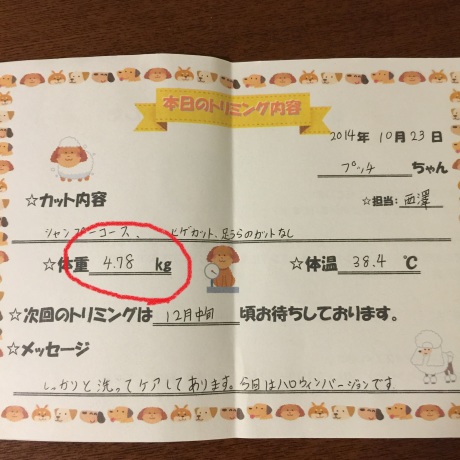 本日のトリミング内容
2014年 10月 23日
プッチ ちゃん
☆カット内容
☆担当: 西澤
シャンプーコース、 ヒゲカット、足うらのカットなし
☆体重 4.78 kg ☆体温 38.4 ℃
☆次回のトリミングは 12月中旬 頃お待ちしております。
☆メッセージ
しっかりと洗ってケアしてあります。今回はハロウィンバージョンです